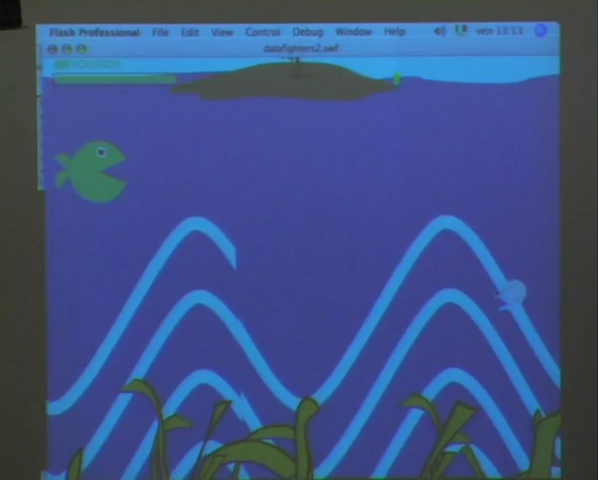 Flash Professional File Edit View Control Debug Window Help ven 13:13
datafighters2.swf